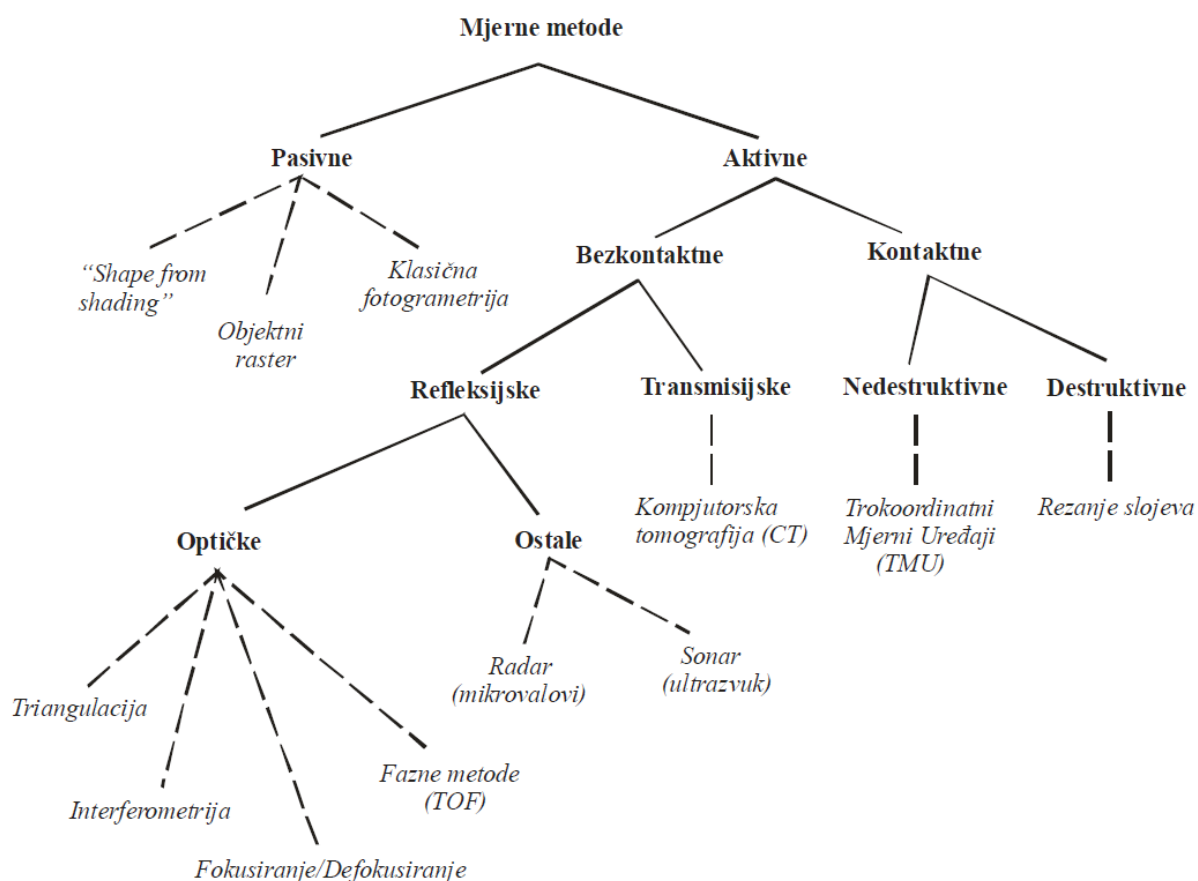 Mjerne metode
Pasivne
Aktivne
“Shape from
shading”
Objektni
raster
Klasična
fotogrametrija
Bezkontaktne
Kontaktne
Refleksijske
Transmisijske
Nedestruktivne
Destruktivne
Kompjutorska
tomografija (CT)
Trokoordinatni
Mjerni Uređaji
(TMU)
Rezanje slojeva
Optičke
Ostale
Radar
(mikrovalovi)
Sonar
(ultrazvuk)
Triangulacija
Interferometrija
Fokusiranje/Defokusiranje
Fazne metode
(TOF)